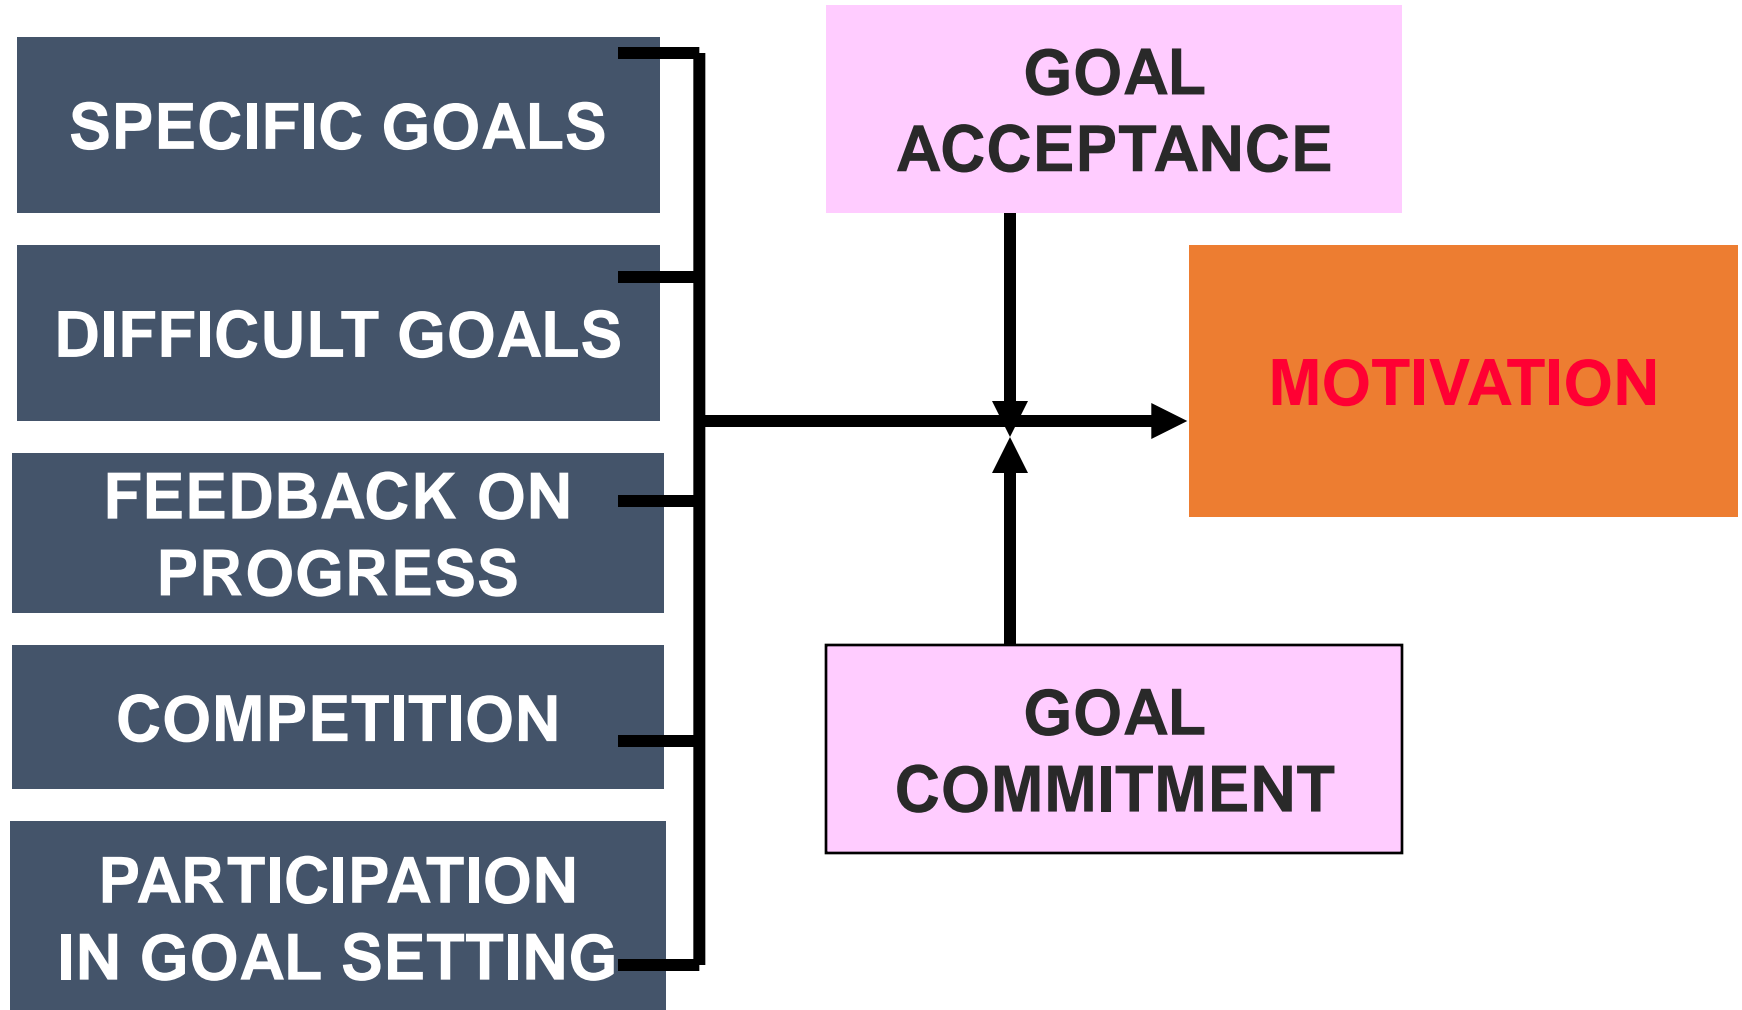 SPECIFIC GOALS
DIFFICULT GOALS
FEEDBACK ON
PROGRESS
COMPETITION
PARTICIPATION
IN GOAL SETTING
GOAL
ACCEPTANCE
MOTIVATION
GOAL
COMMITMENT